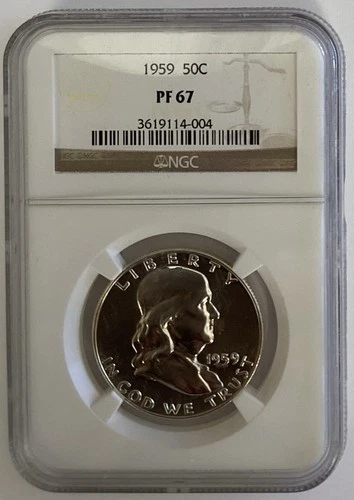 1959 50C
PF 67
3619114-004
NGC
LIBERTY
1959
IN GOD WE TRUST